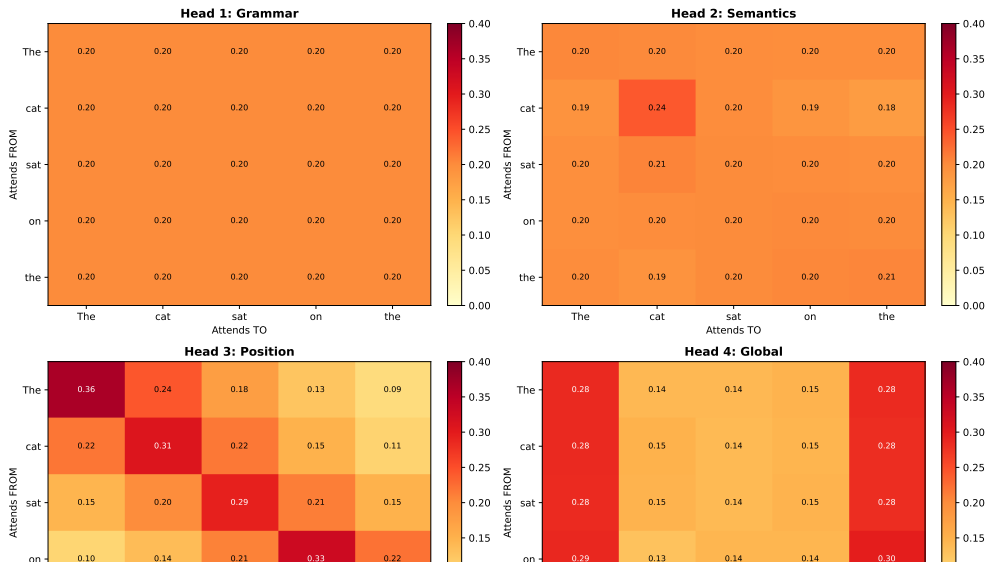 Head 1: Grammar
The 0.20 0.20 0.20 0.20 0.20
cat 0.20 0.20 0.20 0.20 0.20
sat 0.20 0.20 0.20 0.20 0.20
on 0.20 0.20 0.20 0.20 0.20
the 0.20 0.20 0.20 0.20 0.20
The cat sat on the
Attends TO
Attends FROM
0.40
0.35
0.30
0.25
0.20
0.15
0.10
0.05
0.00
Head 2: Semantics
The 0.20 0.20 0.20 0.20 0.20
cat 0.19 0.24 0.20 0.19 0.18
sat 0.20 0.21 0.20 0.20 0.20
on 0.20 0.20 0.20 0.20 0.20
the 0.20 0.19 0.20 0.20 0.21
The cat sat on the
Attends TO
Attends FROM
0.40
0.35
0.30
0.25
0.20
0.15
0.10
0.05
0.00
Head 3: Position
The 0.36 0.24 0.18 0.13 0.09
cat 0.22 0.31 0.22 0.15 0.11
sat 0.15 0.20 0.29 0.21 0.15
on 0.10 0.14 0.21 0.33 0.22
Attends FROM
0.40
0.35
0.30
0.25
0.20
0.15
Head 4: Global
The 0.28 0.14 0.14 0.15 0.28
cat 0.28 0.15 0.14 0.15 0.28
sat 0.28 0.15 0.14 0.15 0.28
on 0.29 0.13 0.14 0.14 0.30
Attends FROM
0.40
0.35
0.30
0.25
0.20
0.15